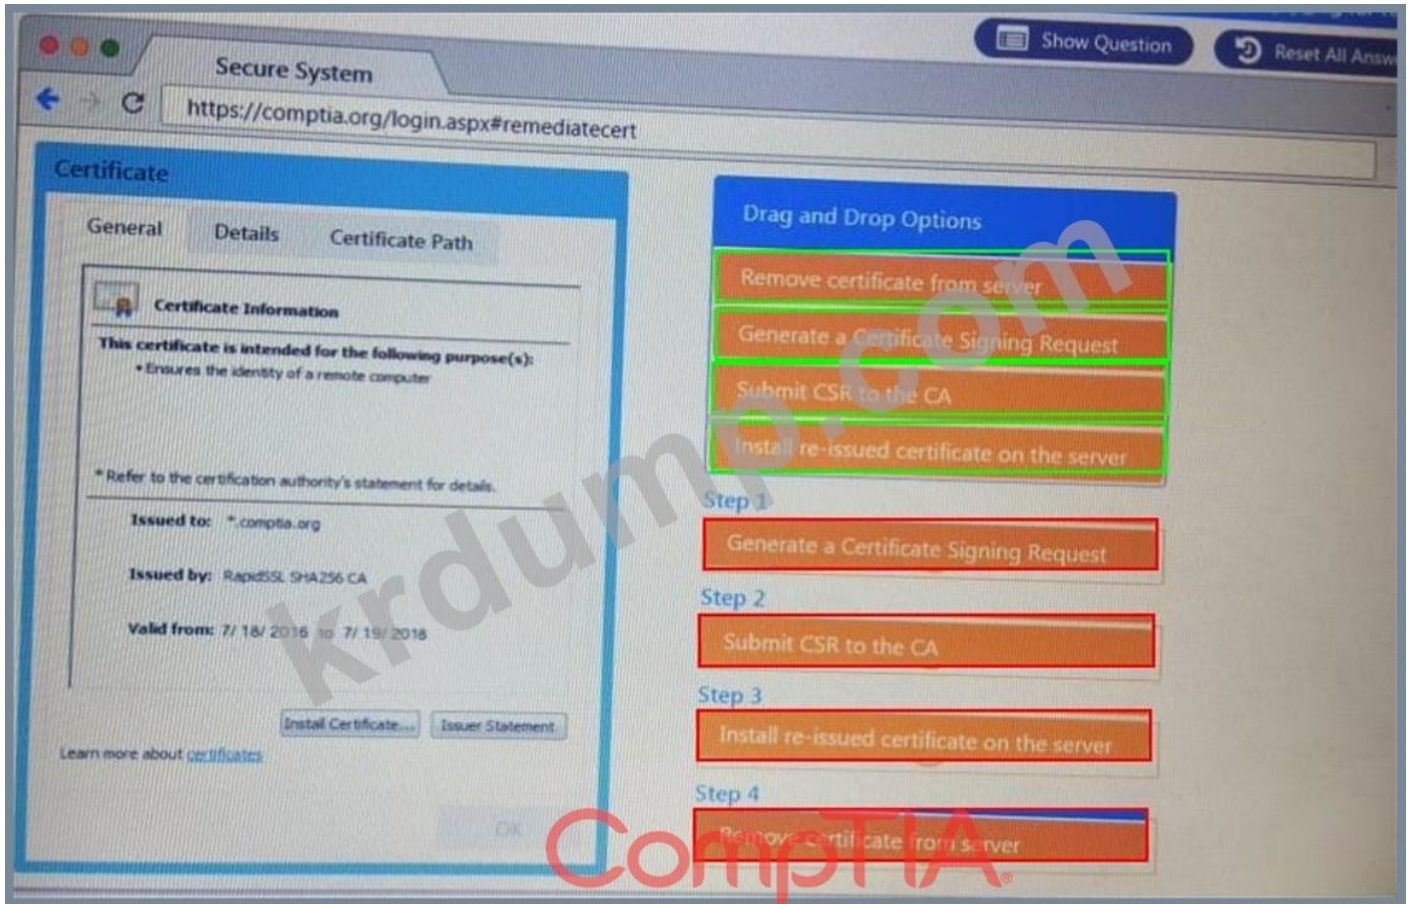 Show Question
Reset All Answ
Secure System
https://comptia.org/login.aspx#remediatecert
Certificate
General Details Certificate Path
Certificate Information
This certificate is intended for the following purpose(s):
• Ensures the identity of a remote computer
* Refer to the certification authority's statement for details.
Issued to: *.comptia.org
Issued by: RapidSSL SHA256 CA
Valid from: 7/ 18/ 2016 to 7/ 19/ 2018
Install Certificate... Issuer Statement
Learn more about certificates
OK
Drag and Drop Options
Remove certificate from server
Generate a Certificate Signing Request
Submit CSR to the CA
Install re-issued certificate on the server
Step 1
Generate a Certificate Signing Request
Step 2
Submit CSR to the CA
Step 3
Install re-issued certificate on the server
Step 4
Remove certificate from server
krdump.com
CompTIA®